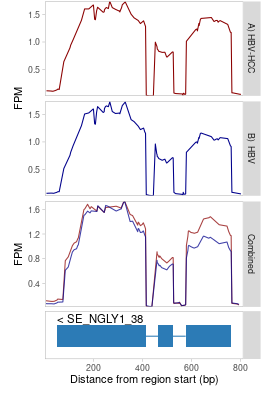 FPM
1.5
1.0
0.5
A) HBV-HCC
1.5
1.0
0.5
B) HBV
FPM
1.6
1.2
0.8
0.4
Combined
< SE_NGLY1_38
200
400
600
800
Distance from region start (bp)